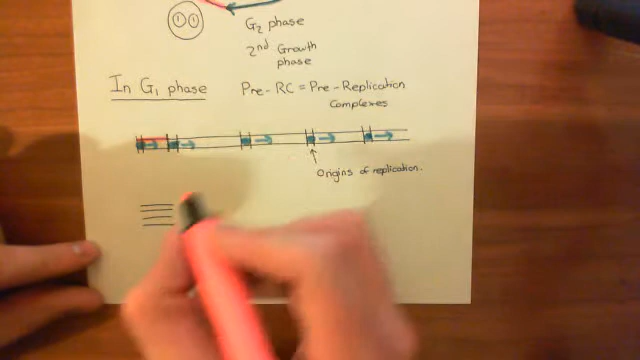 G2 phase
2nd Growth
phase
In G1 phase
Pre-RC = Pre-Replication
Complexes
Origins of replication.